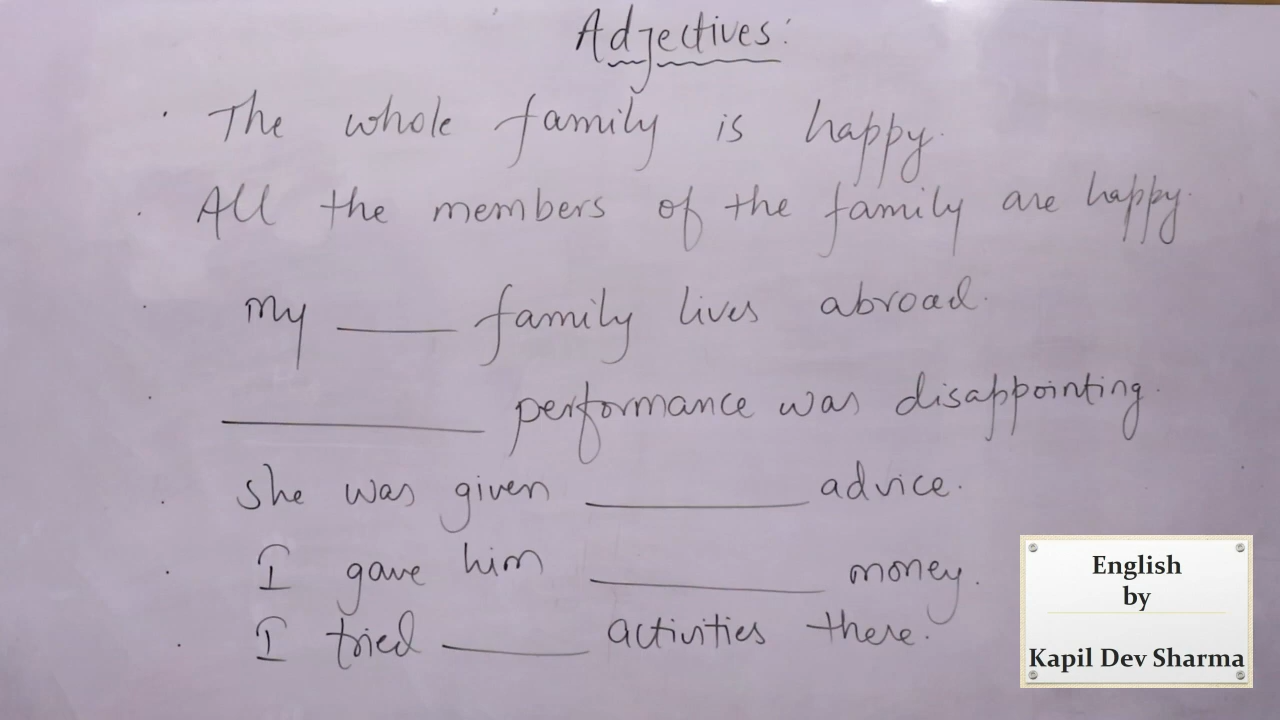 Adjectives:
The whole family is happy.
All the members of the family are happy.
My ____ family lives abroad.
____ performance was disappointing.
She was given ____ advice.
I gave him ____ money.
I tried ____ activities there.
English
by
Kapil Dev Sharma